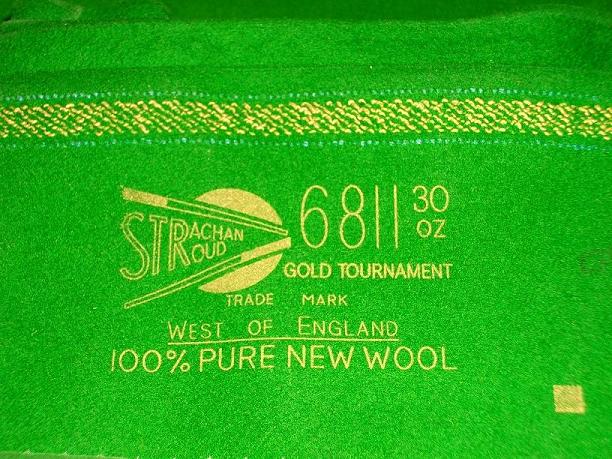 STRACHAN
STROUD
6811 30 OZ
GOLD TOURNAMENT
TRADE MARK
WEST OF ENGLAND
100% PURE NEW WOOL